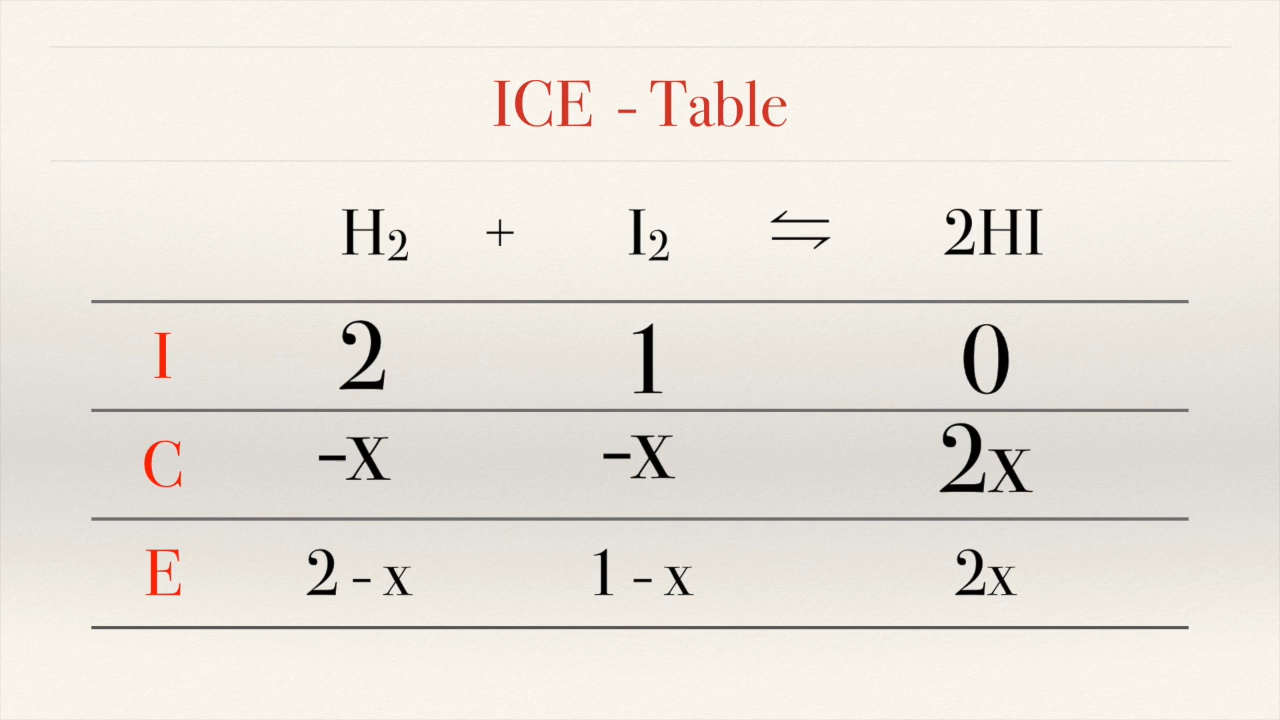 ICE - Table
H₂ + I₂ ⇋ 2HI
I 2 1 0
C -x -x 2x
E 2 - x 1 - x 2x